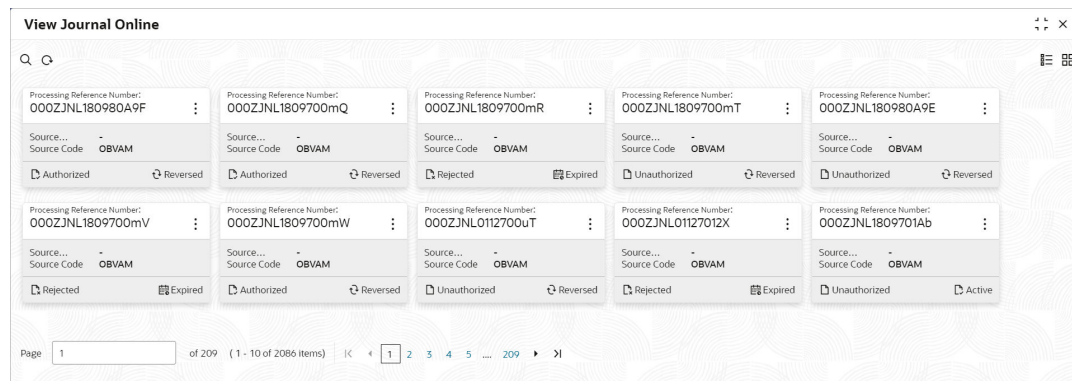 View Journal Online
Processing Reference Number:
000ZJNL180980A9F
Source... -
Source Code OBVAM
Authorized Reversed
Processing Reference Number:
000ZJNL1809700mQ
Source... -
Source Code OBVAM
Authorized Reversed
Processing Reference Number:
000ZJNL1809700mR
Source... -
Source Code OBVAM
Rejected Expired
Processing Reference Number:
000ZJNL1809700mT
Source... -
Source Code OBVAM
Unauthorized Reversed
Processing Reference Number:
000ZJNL180980A9E
Source... -
Source Code OBVAM
Unauthorized Reversed
Processing Reference Number:
000ZJNL1809700mV
Source... -
Source Code OBVAM
Rejected Expired
Processing Reference Number:
000ZJNL1809700mW
Source... -
Source Code OBVAM
Authorized Reversed
Processing Reference Number:
000ZJNL0112700uT
Source... -
Source Code OBVAM
Unauthorized Reversed
Processing Reference Number:
000ZJNL01127012X
Source... -
Source Code OBVAM
Rejected Expired
Processing Reference Number:
000ZJNL1809701Ab
Source... -
Source Code OBVAM
Unauthorized Active
Page 1 of 209 (1 - 10 of 2086 items) 1 2 3 4 5 .... 209